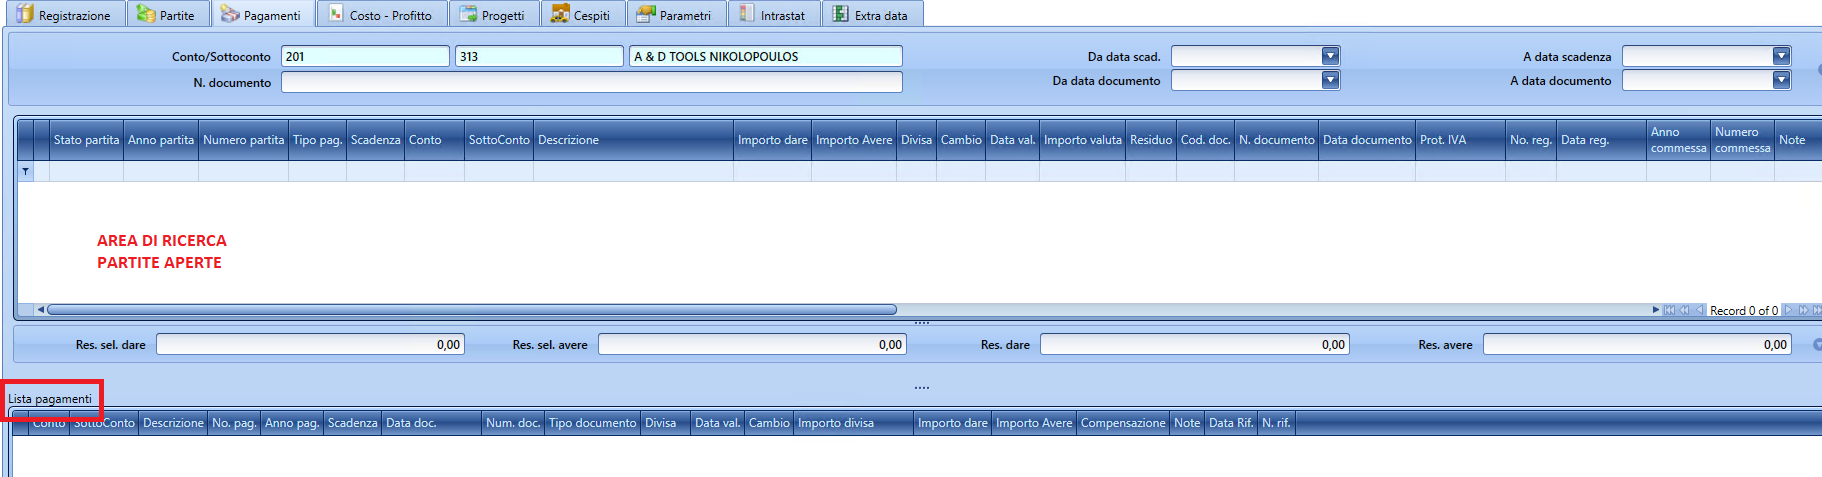 Registrazione Partite Pagamenti Costo - Profitto Progetti Cespiti Parametri Intrastat Extra data
Conto/Sottoconto 201 313 A & D TOOLS NIKOLOPOULOS Da data scad. A data scadenza
N. documento Da data documento A data documento
Stato partita Anno partita Numero partita Tipo pag. Scadenza Conto SottoConto Descrizione Importo dare Importo Avere Divisa Cambio Data val. Importo valuta Residuo Cod. doc. N. documento Data documento Prot. IVA No. reg. Data reg. Anno commessa Numero commessa Note
AREA DI RICERCA
PARTITE APERTE
Record 0 of 0
Res. sel. dare 0,00 Res. sel. avere 0,00 Res. dare 0,00 Res. avere 0,00
Lista pagamenti
Conto SottoConto Descrizione No. pag. Anno pag. Scadenza Data doc. Num. doc. Tipo documento Divisa Data val. Cambio Importo divisa Importo dare Importo Avere Compensazione Note Data Rif. N. rif.